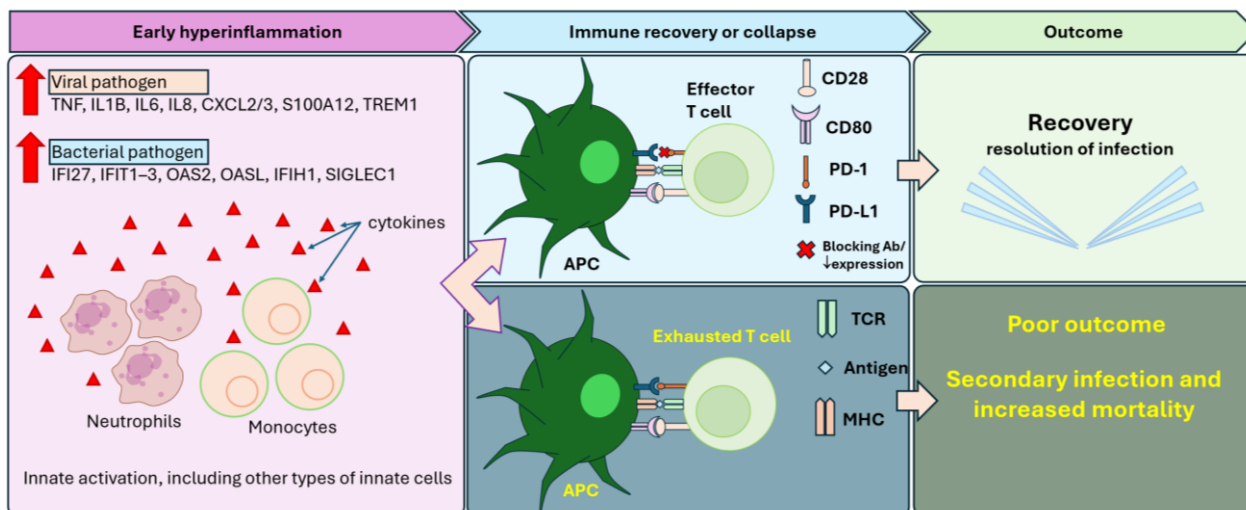 Early hyperinflammation
Immune recovery or collapse
Outcome
Viral pathogen
TNF, IL1B, IL6, IL8, CXCL2/3, S100A12, TREM1
Bacterial pathogen
IFI27, IFIT1–3, OAS2, OASL, IFIH1, SIGLEC1
cytokines
Neutrophils
Monocytes
Innate activation, including other types of innate cells
Effector
T cell
APC
CD28
CD80
PD-1
PD-L1
Blocking Ab/
↓expression
Exhausted T cell
APC
TCR
Antigen
MHC
Recovery
resolution of infection
Poor outcome
Secondary infection and
increased mortality